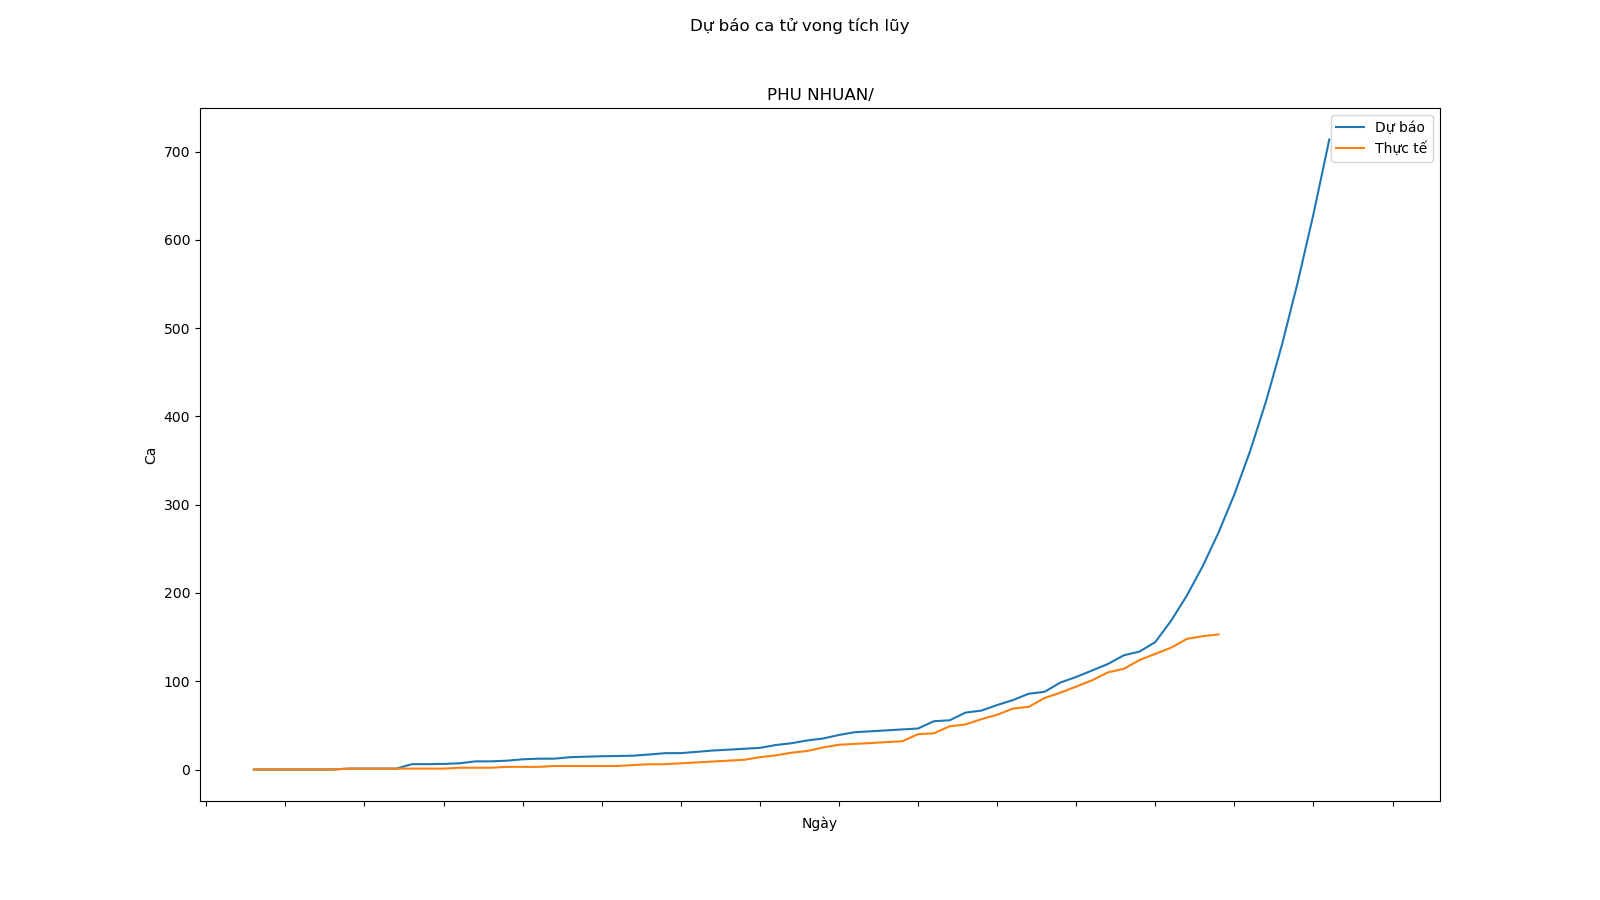 Dự báo ca tử vong tích lũy
PHU NHUAN/
Dự báo
Thực tế
700
600
500
400
300
200
100
0
Ca
Ngày